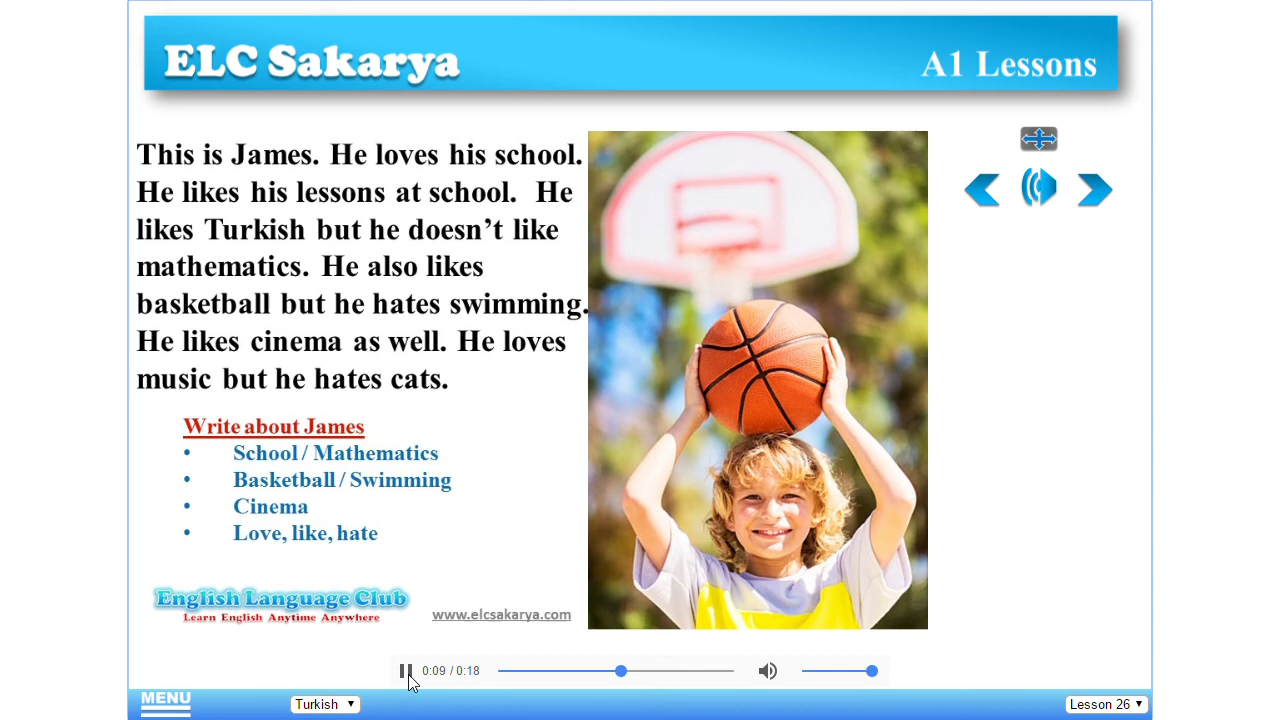 ELC Sakarya
A1 Lessons
This is James. He loves his school.
He likes his lessons at school.  He
likes Turkish but he doesn’t like
mathematics. He also likes
basketball but he hates swimming.
He likes cinema as well. He loves
music but he hates cats.
Write about James
• School / Mathematics
• Basketball / Swimming
• Cinema
• Love, like, hate
English Language Club
Learn English Anytime Anywhere
www.elcsakarya.com
0:09 / 0:18
MENU
Turkish
Lesson 26